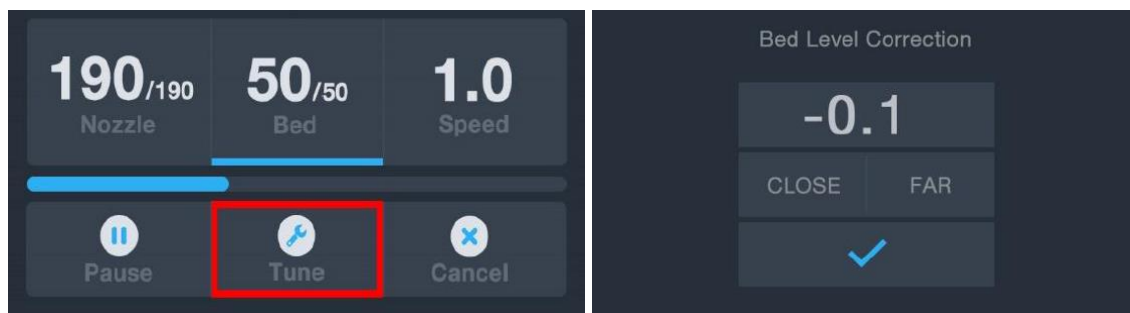 190/190 50/50 1.0
Nozzle Bed Speed
Pause Tune Cancel
Bed Level Correction
-0.1
CLOSE FAR